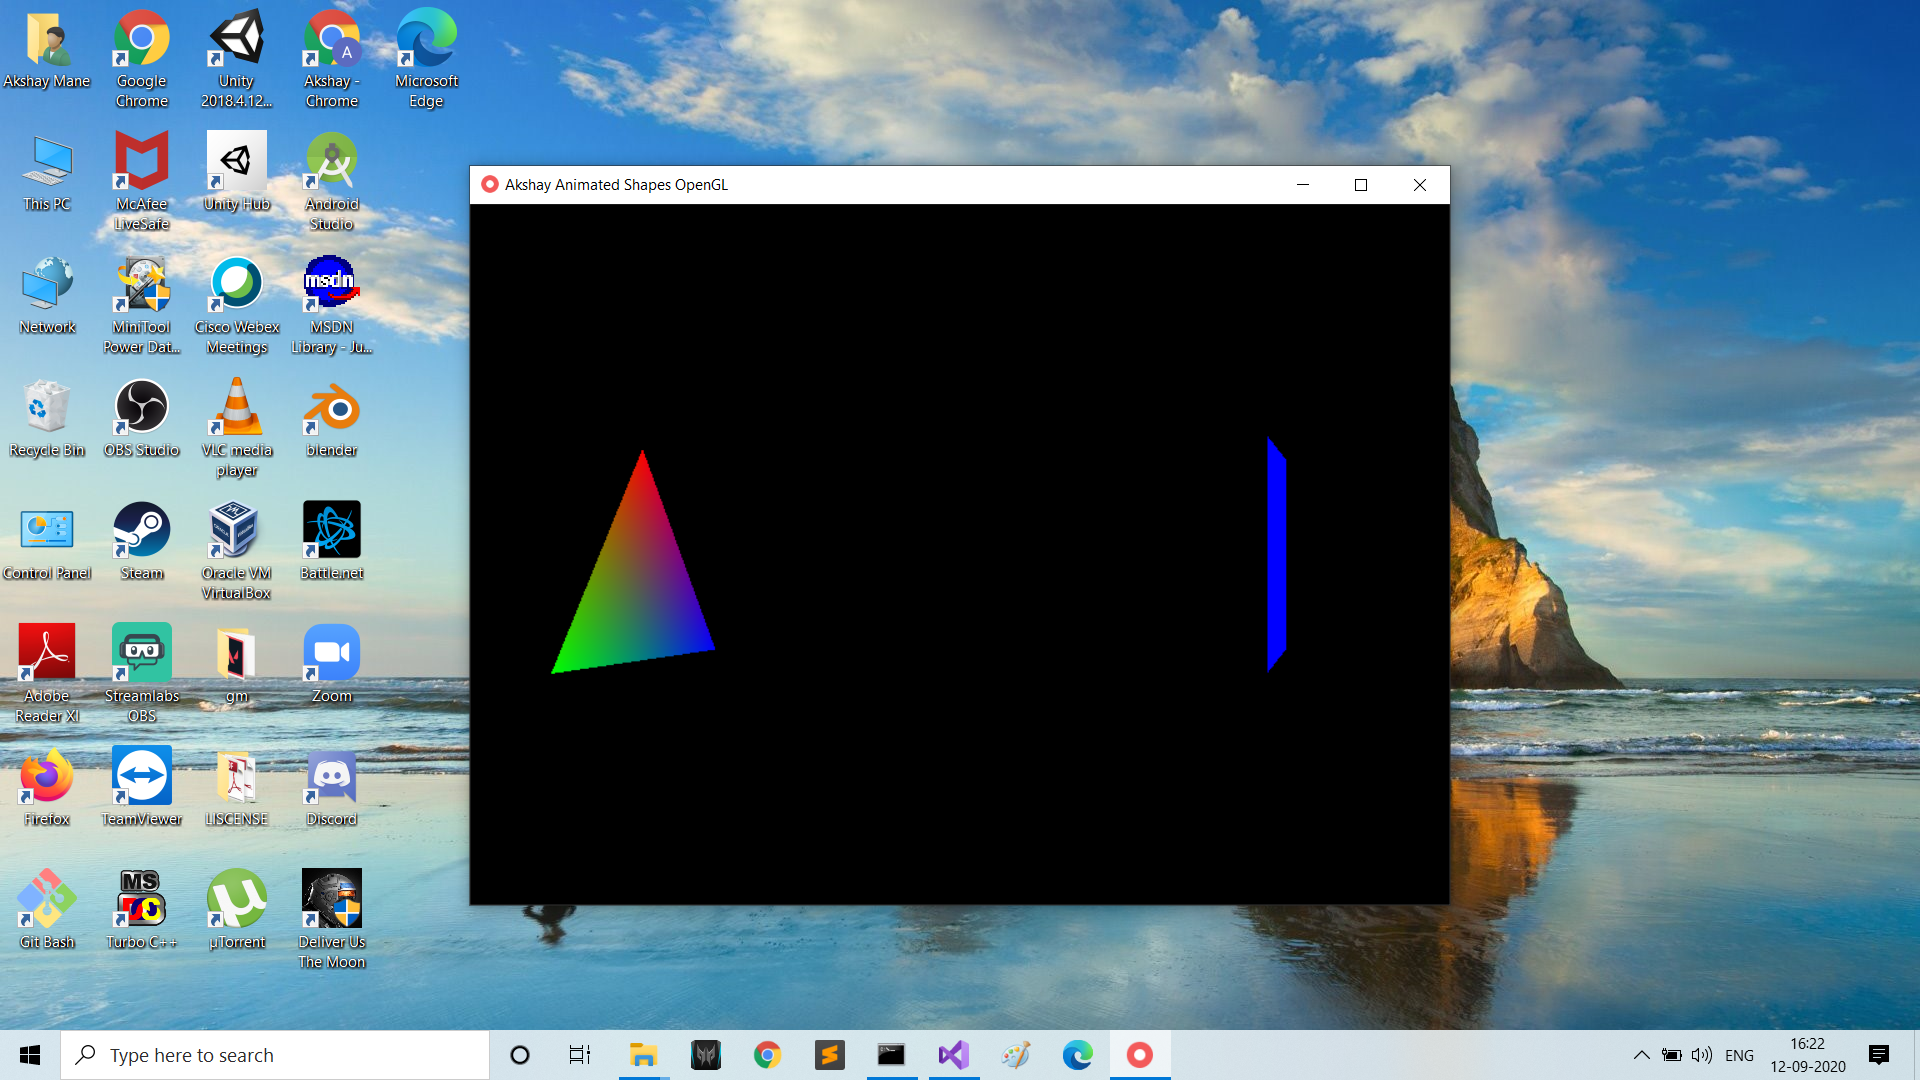 Akshay Mane
Google
Chrome
Unity
2018.4.12...
A
Akshay -
Chrome
Microsoft
Edge
This PC
McAfee
LiveSafe
Unity Hub
Android
Studio
Network
MiniTool
Power Dat...
Cisco Webex
Meetings
msdn
MSDN
Library - Ju...
Recycle Bin
OBS Studio
VLC media
player
blender
Control Panel
Steam
Oracle VM
VirtualBox
Battle.net
Adobe
Reader XI
Streamlabs
OBS
gm
Zoom
Firefox
TeamViewer
LISCENSE
Discord
Git Bash
MS
Turbo C++
µTorrent
Deliver Us
The Moon
Akshay Animated Shapes OpenGL
Type here to search
ENG
16:22
12-09-2020